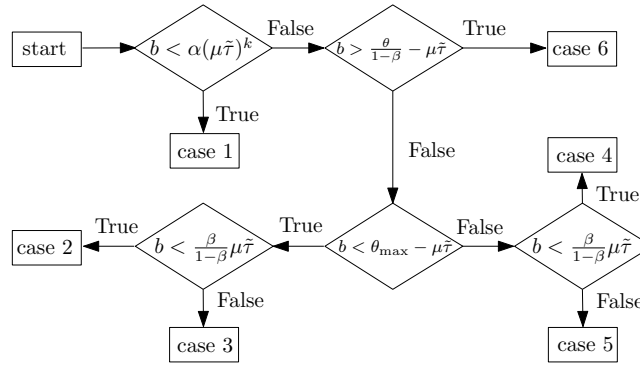 start
b < α(μτ̃)^k
False
b > θ/(1−β) − μτ̃
True
case 6
True
case 1
False
case 4
True
case 2
True
b < β/(1−β) μτ̃
True
b < θ_max − μτ̃
False
b < β/(1−β) μτ̃
False
case 3
False
case 5